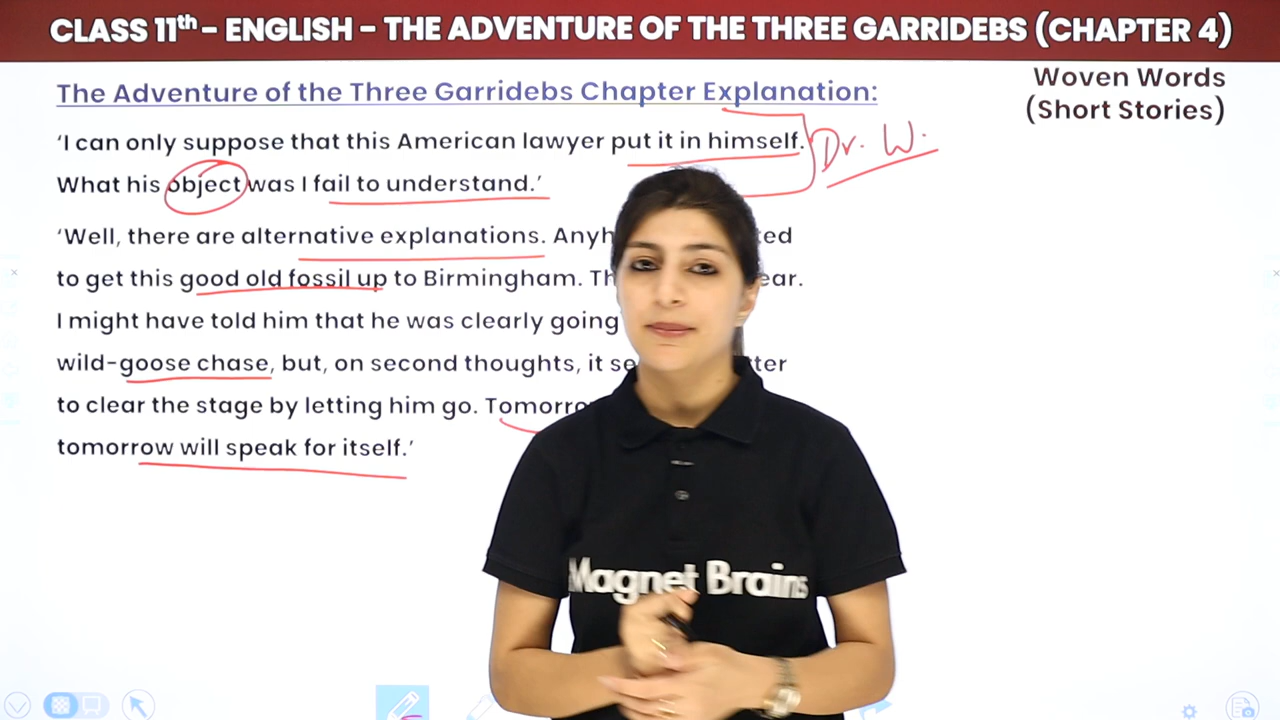 CLASS 11th - ENGLISH - THE ADVENTURE OF THE THREE GARRIDEBS (CHAPTER 4)
The Adventure of the Three Garridebs Chapter Explanation:
Woven Words
(Short Stories)
‘I can only suppose that this American lawyer put it in himself.
What his object was I fail to understand.’
Dr. W.
‘Well, there are alternative explanations. Anyh ted
to get this good old fossil up to Birmingham. Th ear.
I might have told him that he was clearly going
wild-goose chase, but, on second thoughts, it se tter
to clear the stage by letting him go. Tomorro
tomorrow will speak for itself.’
Magnet Brains